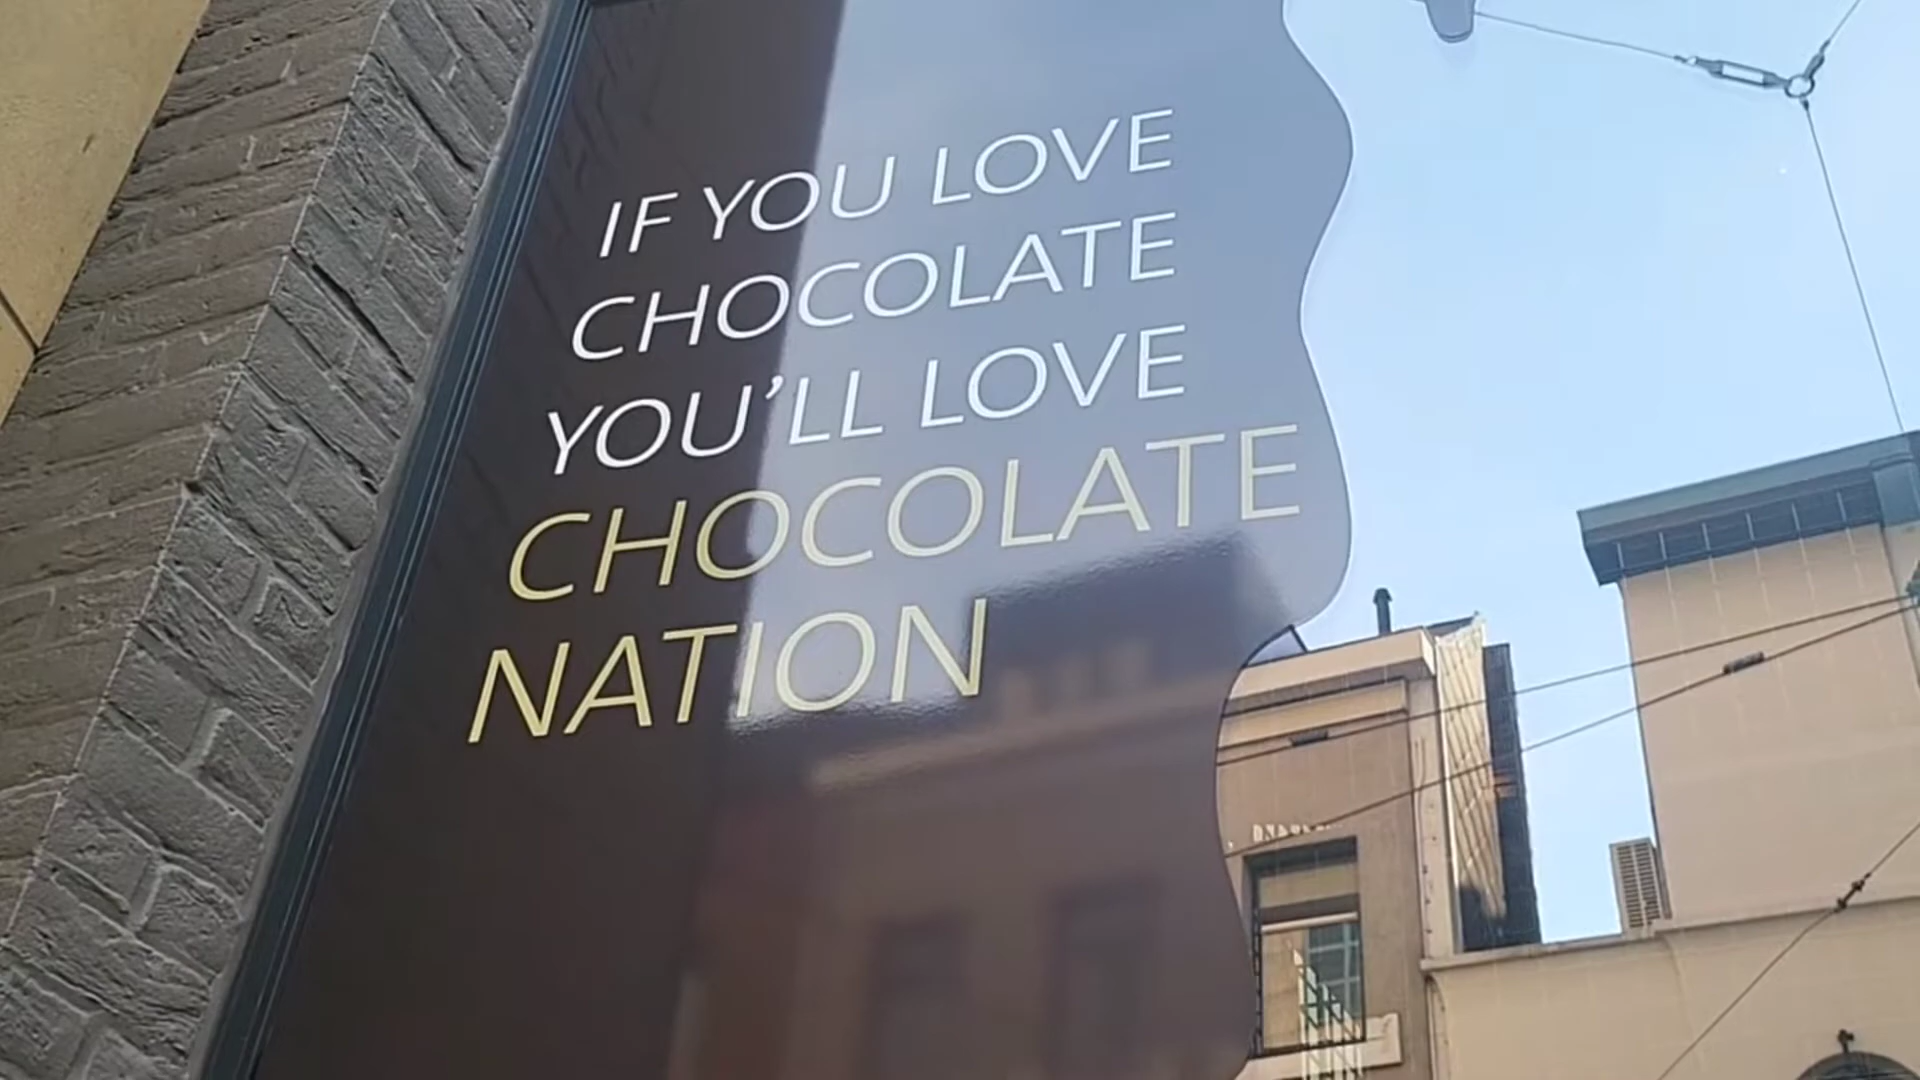 IF YOU LOVE
CHOCOLATE
YOU'LL LOVE
CHOCOLATE
NATION